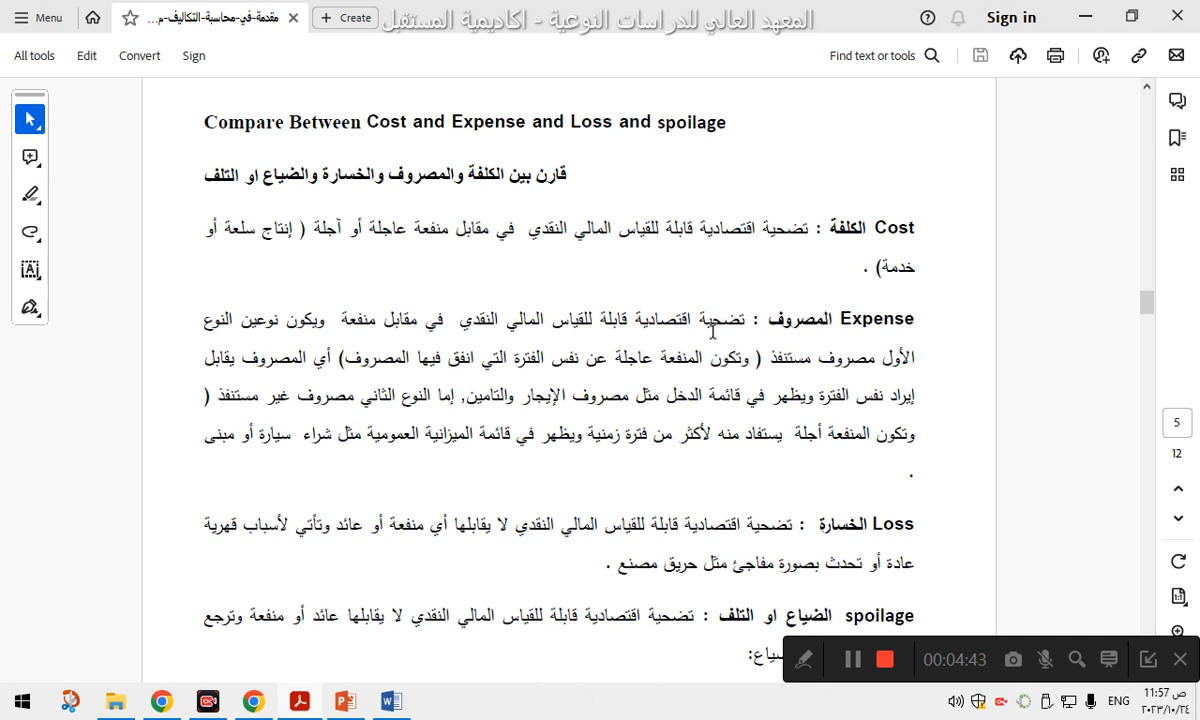 Menu
مقدمة-في-محاسبة-التكاليف-م...
Create
المعهد العالي للدراسات النوعية - اكاديمية المستقبل
Sign in
All tools Edit Convert Sign
Find text or tools
Compare Between Cost and Expense and Loss and spoilage
قارن بين الكلفة والمصروف والخسارة والضياع او التلف
Cost الكلفة : تضحية اقتصادية قابلة للقياس المالي النقدي في مقابل منفعة عاجلة أو آجلة ( إنتاج سلعة أو
خدمة) .
Expense المصروف : تضحية اقتصادية قابلة للقياس المالي النقدي في مقابل منفعة ويكون نوعين النوع
الأول مصروف مستنفذ ( وتكون المنفعة عاجلة عن نفس الفترة التي انفق فيها المصروف) أي المصروف يقابل
إيراد نفس الفترة ويظهر في قائمة الدخل مثل مصروف الإيجار والتامين, إما النوع الثاني مصروف غير مستنفذ (
وتكون المنفعة أجلة يستفاد منه لأكثر من فترة زمنية ويظهر في قائمة الميزانية العمومية مثل شراء سيارة أو مبنى
.
Loss الخسارة : تضحية اقتصادية قابلة للقياس المالي النقدي لا يقابلها أي منفعة أو عائد وتأتي لأسباب قهرية
عادة أو تحدث بصورة مفاجئ مثل حريق مصنع .
spoilage الضياع او التلف : تضحية اقتصادية قابلة للقياس المالي النقدي لا يقابلها عائد أو منفعة وترجع
5
12
00:04:43
ENG
11:57 ص
٢٠٢٣/١٠/٢٤